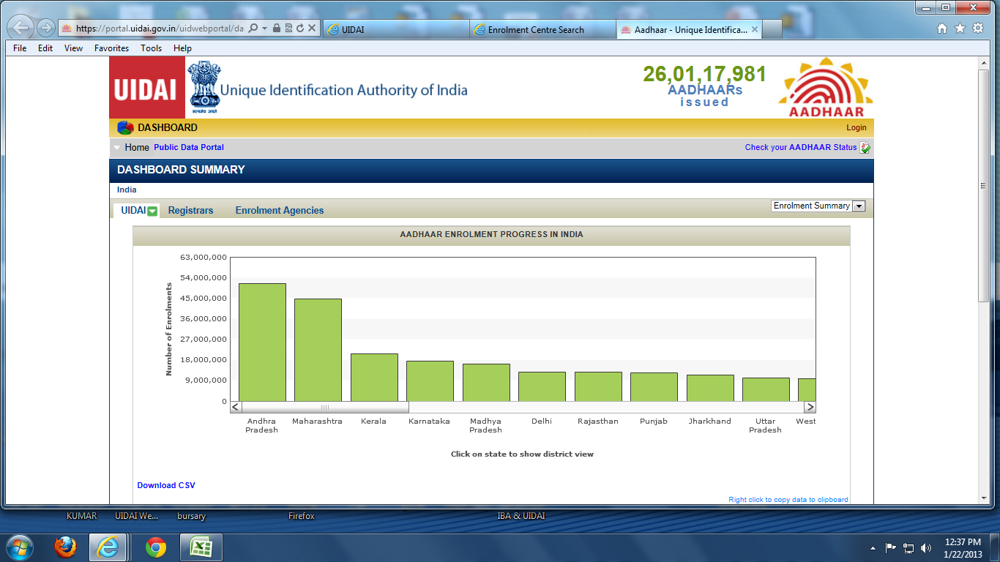 https://portal.uidai.gov.in/uidwebportal/da
UIDAI
Enrolment Centre Search
Aadhaar - Unique Identifica...
File Edit View Favorites Tools Help
UIDAI
सत्यमेव जयते
Unique Identification Authority of India
26,01,17,981
AADHAARs
issued
AADHAAR
DASHBOARD
Login
Home Public Data Portal
Check your AADHAAR Status
DASHBOARD SUMMARY
India
UIDAI Registrars Enrolment Agencies
Enrolment Summary
AADHAAR ENROLMENT PROGRESS IN INDIA
Number of Enrolments
63,000,000
54,000,000
45,000,000
36,000,000
27,000,000
18,000,000
9,000,000
0
Andhra Pradesh
Maharashtra
Kerala
Karnataka
Madhya Pradesh
Delhi
Rajasthan
Punjab
Jharkhand
Uttar Pradesh
West
Click on state to show district view
Download CSV
Right click to copy data to clipboard
KUMAR
UIDAI We...
bursary
Firefox
IBA & UIDAI
12:37 PM
1/22/2013